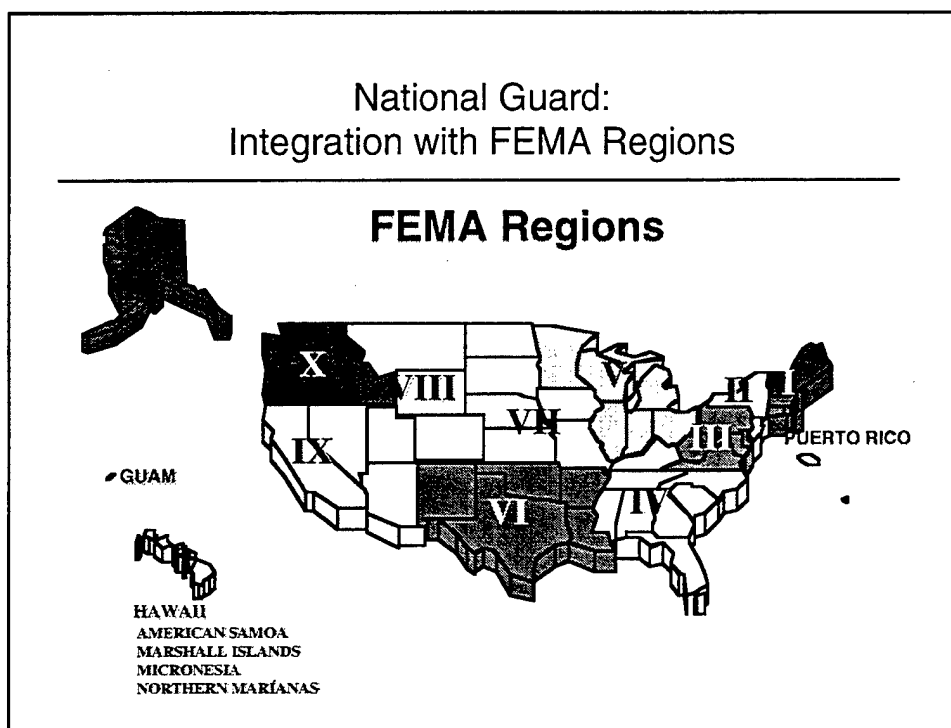 National Guard:
Integration with FEMA Regions
FEMA Regions
X
VIII
V
II
I
VII
III
PUERTO RICO
IX
GUAM
VI
IV
HAWAII
AMERICAN SAMOA
MARSHALL ISLANDS
MICRONESIA
NORTHERN MARÍANAS